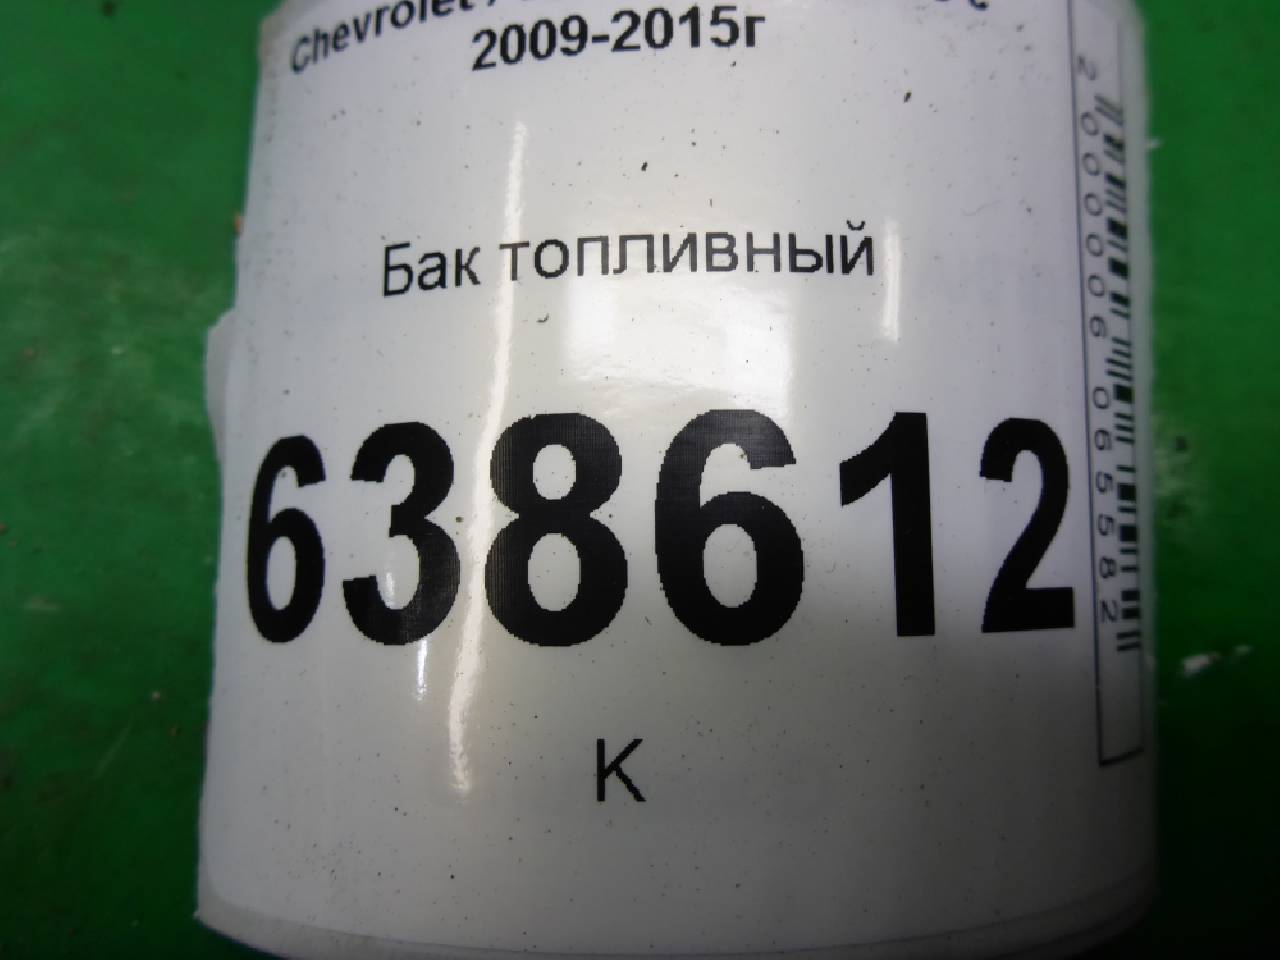 Chevrolet
2009-2015г
Бак топливный
638612
К
2000006065582